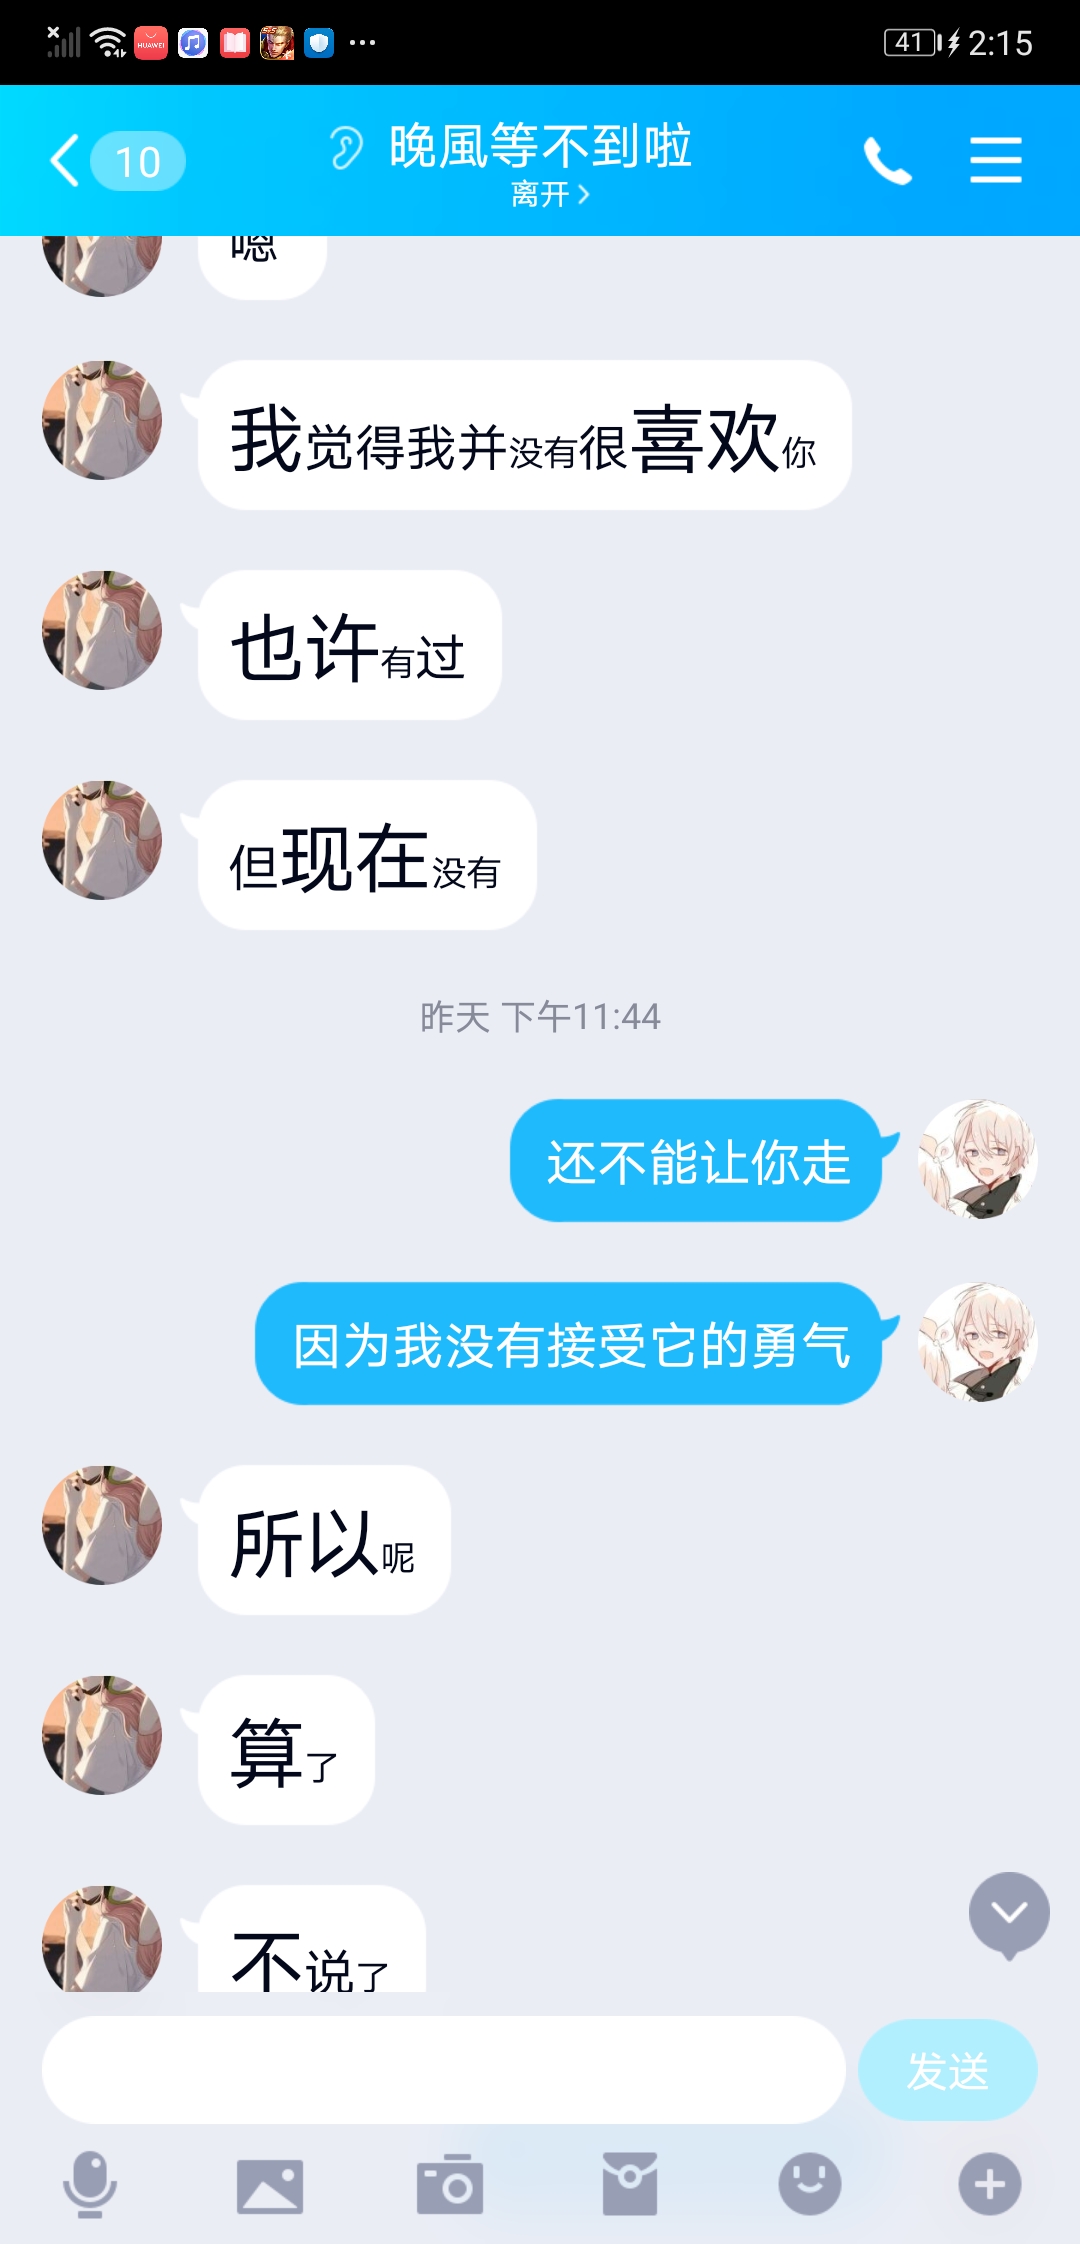 HUAWEI
41
2:15
10
晚風等不到啦
离开
嗯
我觉得我并没有很喜欢你
也许有过
但现在没有
昨天 下午11:44
还不能让你走
因为我没有接受它的勇气
所以呢
算了
不说了
发送